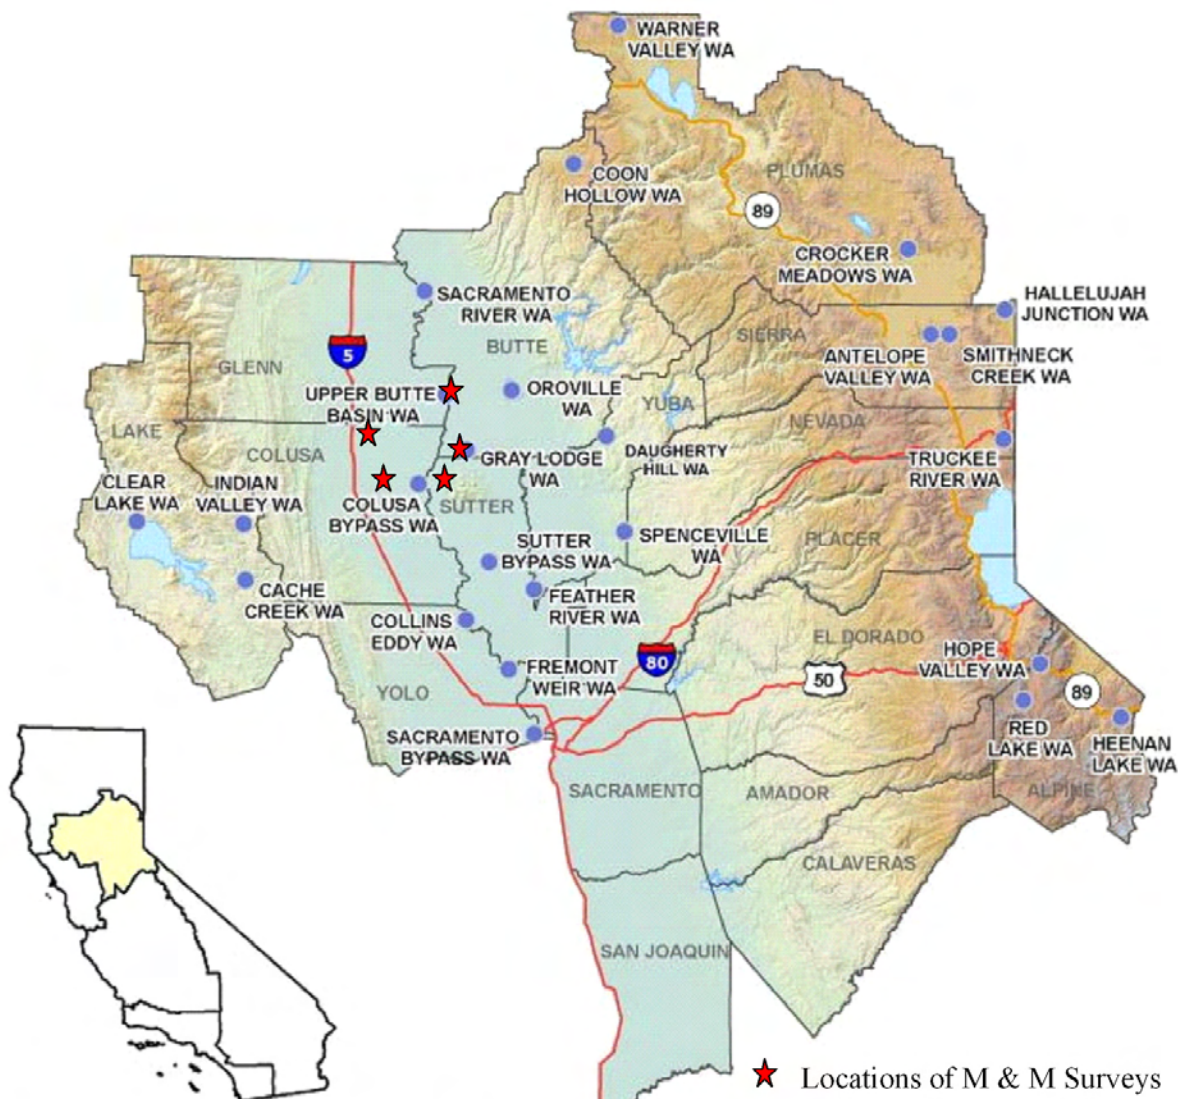 WARNER
VALLEY WA
COON
HOLLOW WA
PLUMAS
89
CROCKER
MEADOWS WA
SACRAMENTO
RIVER WA
HALLELUJAH
JUNCTION WA
BUTTE
SIERRA
5
GLENN
ANTELOPE
VALLEY WA
SMITHNECK
CREEK WA
UPPER BUTTE
BASIN WA
OROVILLE
WA
YUBA
NEVADA
LAKE
COLUSA
GRAY LODGE
WA
DAUGHERTY
HILL WA
TRUCKEE
RIVER WA
CLEAR
LAKE WA
INDIAN
VALLEY WA
COLUSA
BYPASS WA
SUTTER
SUTTER
BYPASS WA
SPENCEVILLE
WA
PLACER
CACHE
CREEK WA
FEATHER
RIVER WA
COLLINS
EDDY WA
EL DORADO
HOPE
VALLEY WA
80
FREMONT
WEIR WA
50
89
YOLO
SACRAMENTO
BYPASS WA
RED
LAKE WA
HEENAN
LAKE WA
SACRAMENTO
AMADOR
ALPINE
CALAVERAS
SAN JOAQUIN
Locations of M & M Surveys